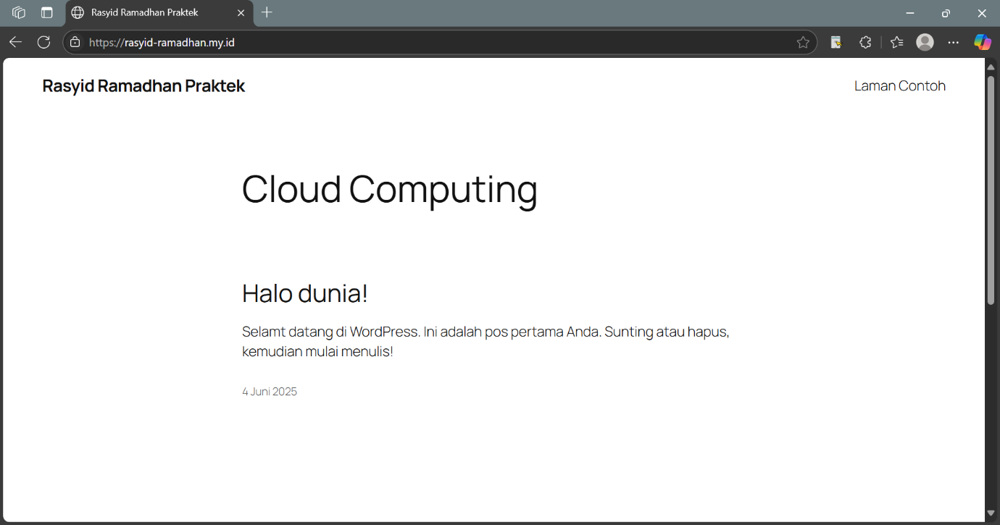 Rasyid Ramadhan Praktek
https://rasyid-ramadhan.my.id
Rasyid Ramadhan Praktek
Laman Contoh
Cloud Computing
Halo dunia!
Selamt datang di WordPress. Ini adalah pos pertama Anda. Sunting atau hapus,
kemudian mulai menulis!
4 Juni 2025